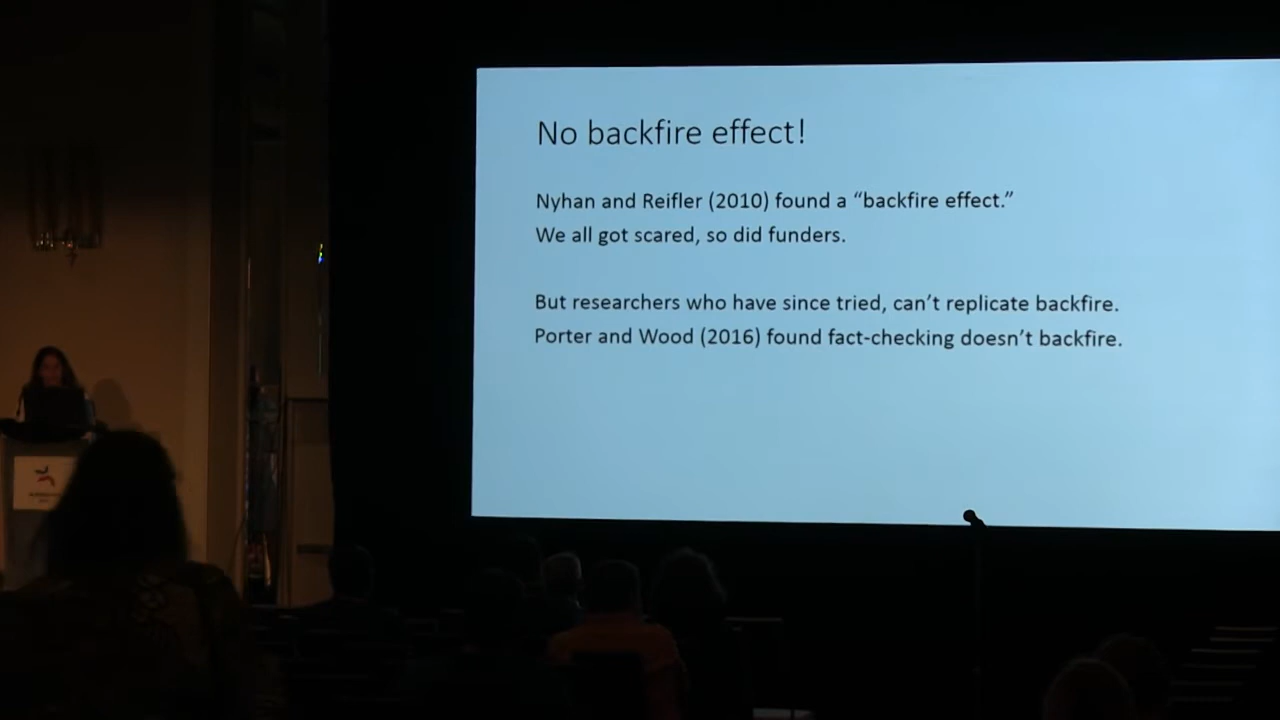 No backfire effect!
Nyhan and Reifler (2010) found a “backfire effect.”
We all got scared, so did funders.
But researchers who have since tried, can’t replicate backfire.
Porter and Wood (2016) found fact-checking doesn’t backfire.